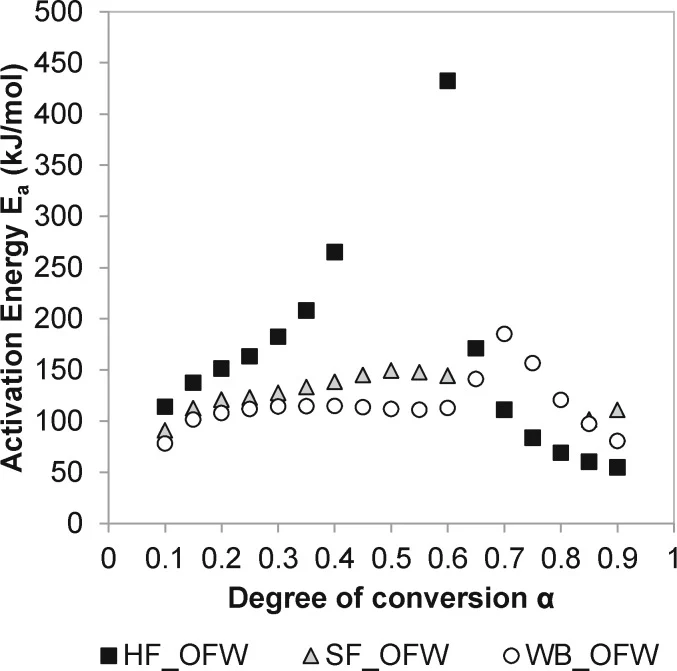 500
450
400
350
300
250
200
150
100
50
0
Activation Energy Ea (kJ/mol)
0 0.1 0.2 0.3 0.4 0.5 0.6 0.7 0.8 0.9 1
Degree of conversion α
HF_OFW SF_OFW WB_OFW